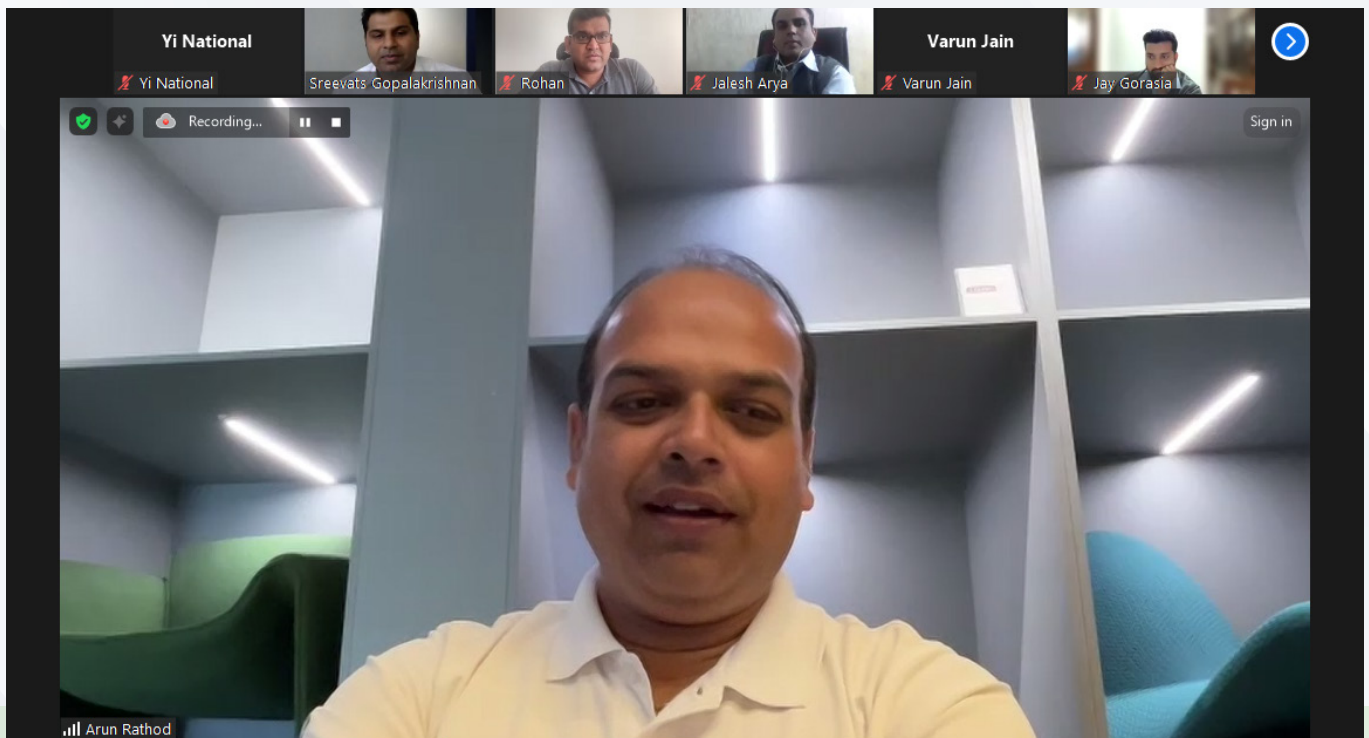 Yi National
Varun Jain
Yi National
Sreevats Gopalakrishnan
Rohan
Jalesh Arya
Varun Jain
Jay Gorasia
Recording...
Sign in
Arun Rathod